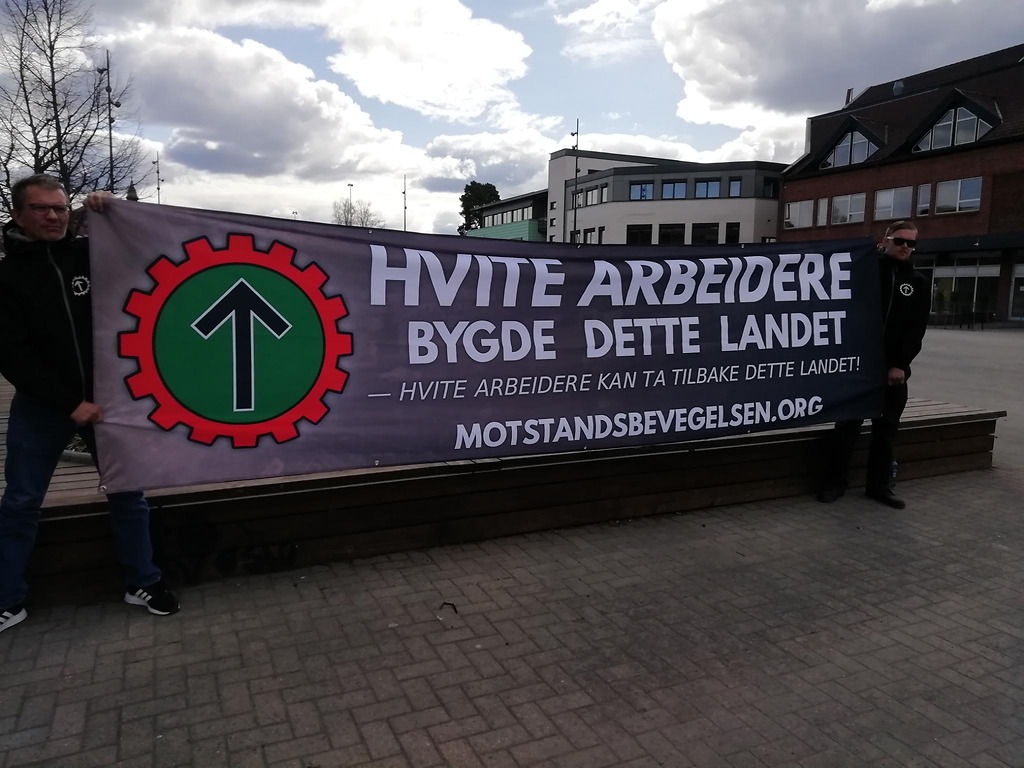 HVITE ARBEIDERE
BYGDE DETTE LANDET
— HVITE ARBEIDERE KAN TA TILBAKE DETTE LANDET!
MOTSTANDSBEVEGELSEN.ORG